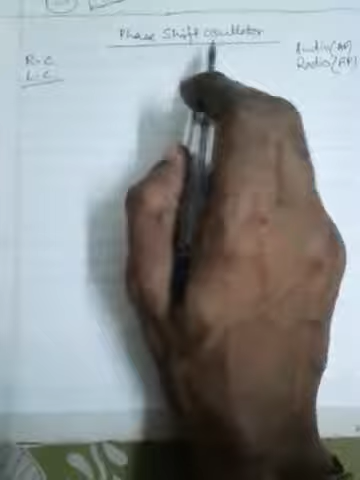 Phase Shift oscillator
R-C
L-C
Audio(AF)
Radio(RF)